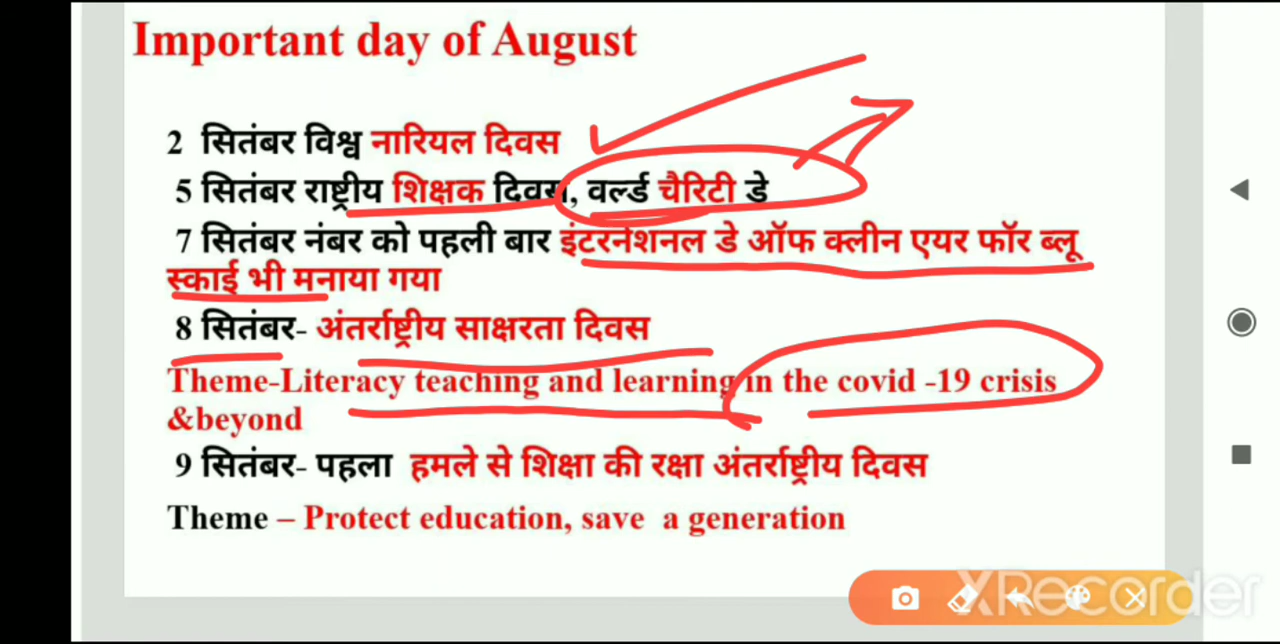 Important day of August
2 सितंबर विश्व नारियल दिवस
5 सितंबर राष्ट्रीय शिक्षक दिवस, वर्ल्ड चैरिटी डे
7 सितंबर नंबर को पहली बार इंटरनेशनल डे ऑफ क्लीन एयर फॉर ब्लू
स्काई भी मनाया गया
8 सितंबर- अंतर्राष्ट्रीय साक्षरता दिवस
Theme-Literacy teaching and learning in the covid -19 crisis
&beyond
9 सितंबर- पहला हमले से शिक्षा की रक्षा अंतर्राष्ट्रीय दिवस
Theme – Protect education, save a generation
XRecorder